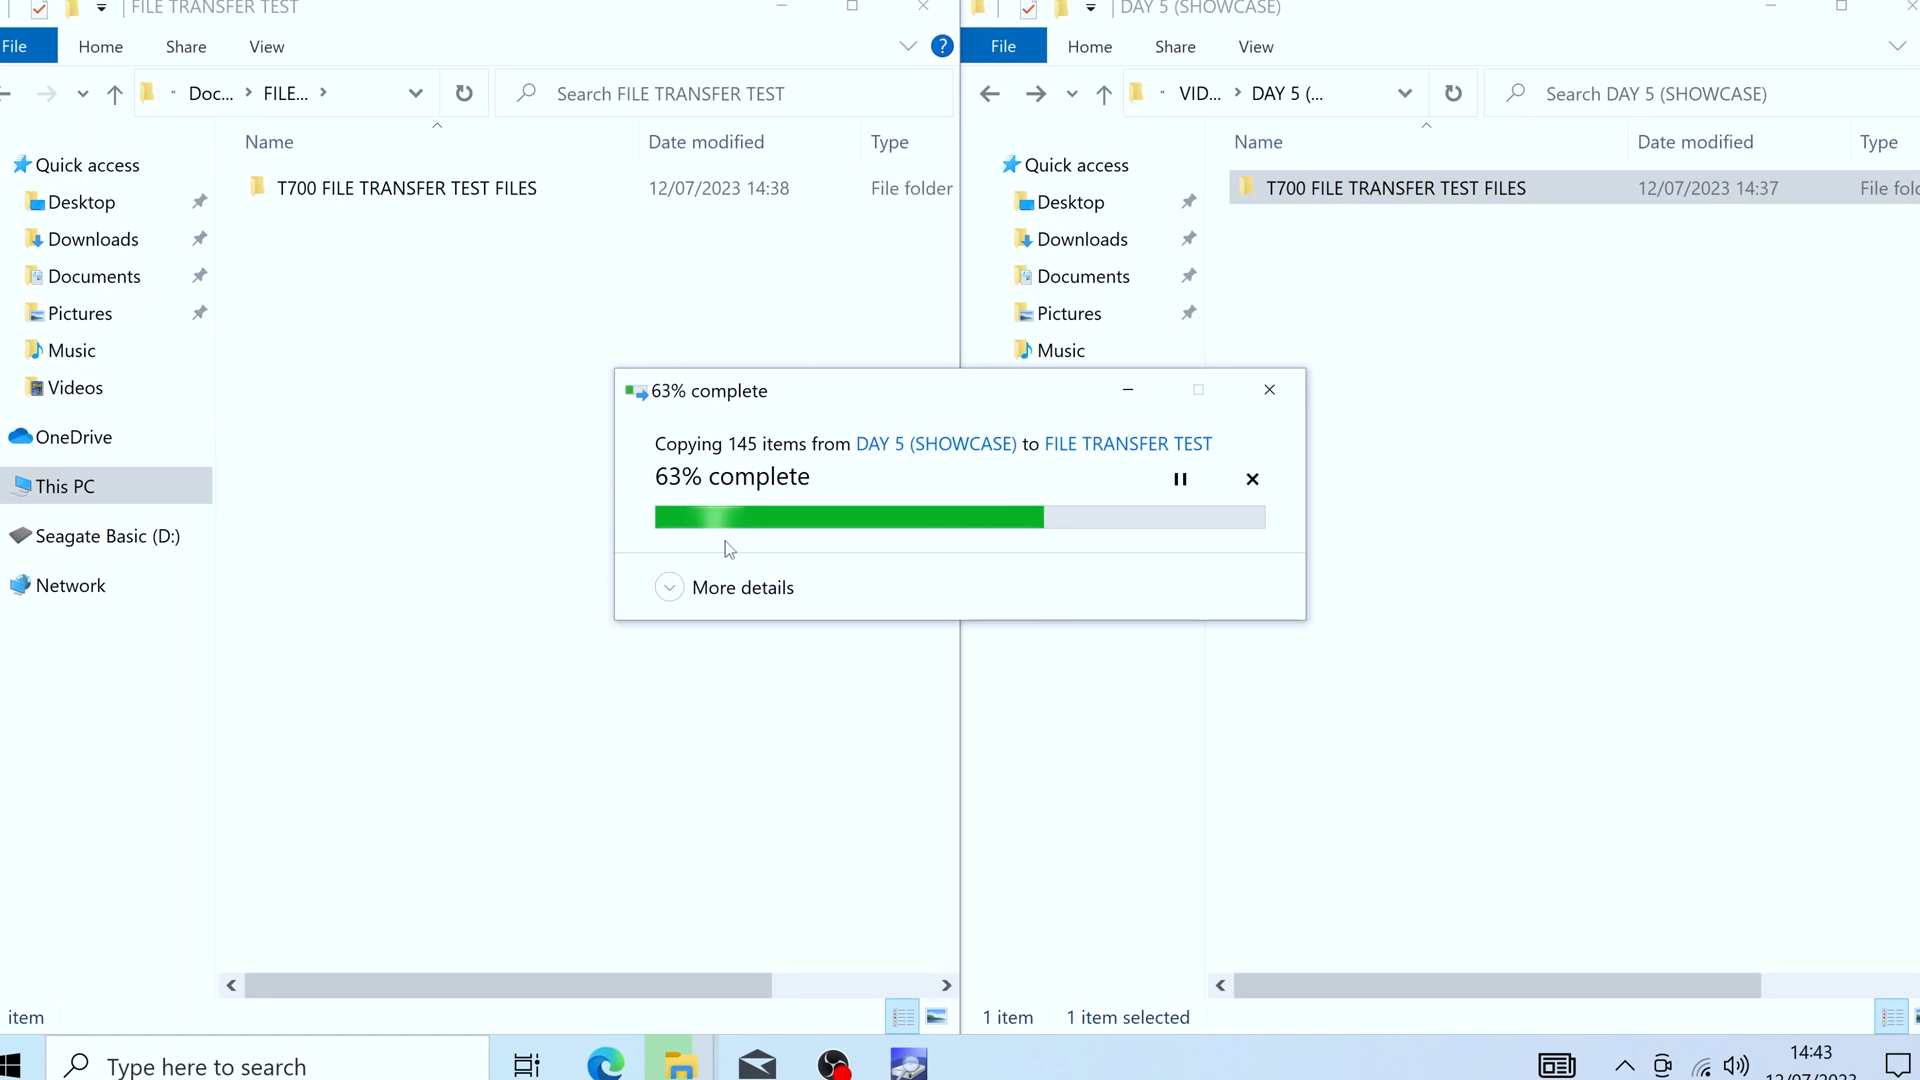 FILE TRANSFER TEST
File Home Share View
Doc... FILE...
Search FILE TRANSFER TEST
Name Date modified Type
T700 FILE TRANSFER TEST FILES 12/07/2023 14:38 File folder
Quick access
Desktop
Downloads
Documents
Pictures
Music
Videos
OneDrive
This PC
Seagate Basic (D:)
Network
item
DAY 5 (SHOWCASE)
File Home Share View
VID... DAY 5 (...
Search DAY 5 (SHOWCASE)
Name Date modified Type
T700 FILE TRANSFER TEST FILES 12/07/2023 14:37 File fol
Quick access
Desktop
Downloads
Documents
Pictures
Music
1 item 1 item selected
63% complete
Copying 145 items from DAY 5 (SHOWCASE) to FILE TRANSFER TEST
63% complete
More details
Type here to search
14:43
12/07/2023